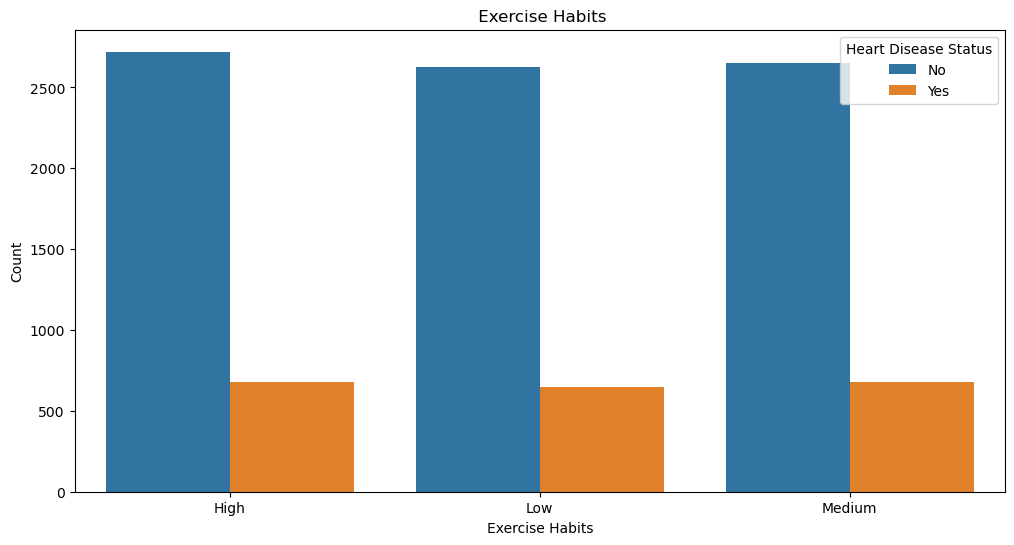 Exercise Habits
Heart Disease Status
No
Yes
2500
2000
1500
1000
500
0
Count
High
Low
Medium
Exercise Habits